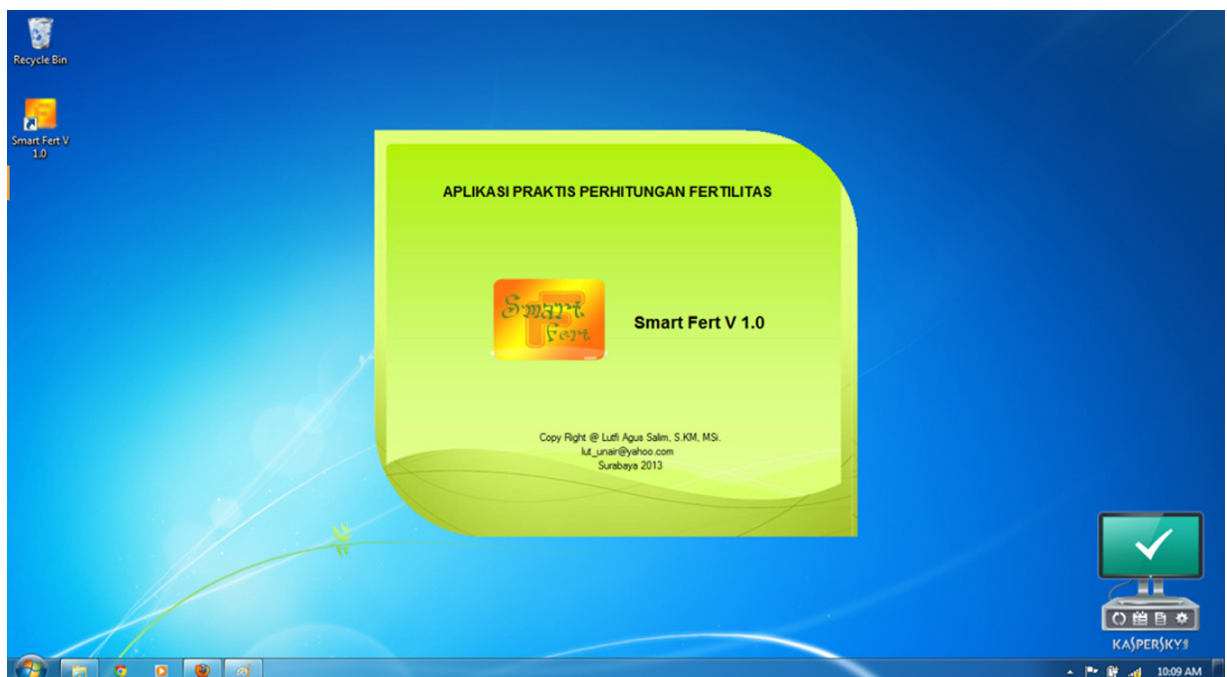 Recycle Bin
Smart Fert V
1.0
APLIKASI PRAKTIS PERHITUNGAN FERTILITAS
Smart
Fert
Smart Fert V 1.0
Copy Right @ Lutfi Agus Salim, S.KM, MSi.
lut_unair@yahoo.com
Surabaya 2013
KASPERSKY
10:09 AM